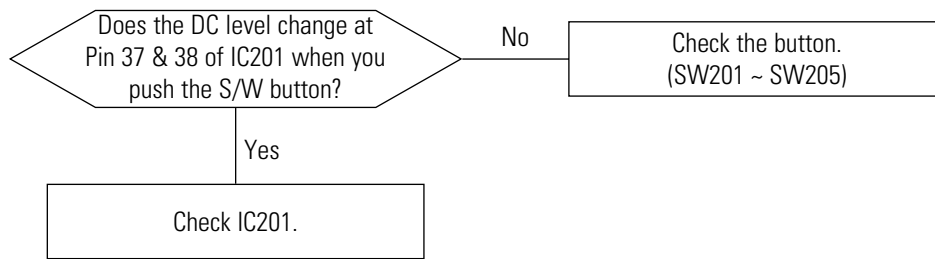 Does the DC level change at
Pin 37 & 38 of IC201 when you
push the S/W button?
No
Check the button.
(SW201 ~ SW205)
Yes
Check IC201.